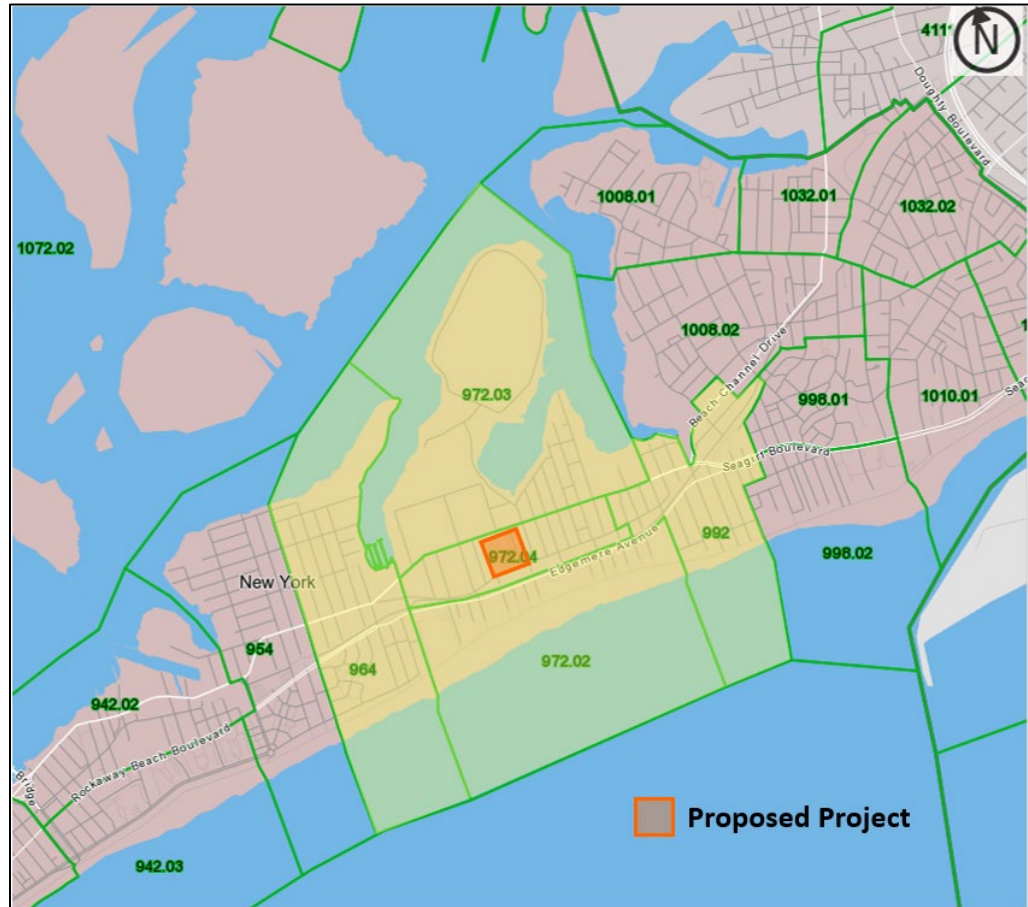 N
411
Doughty Boulevard
1008.01
1032.01
1032.02
1072.02
1008.02
Beach Channel Drive
972.03
998.01
1010.01
Seagirt Boulevard
992
972.04
Edgemere Avenue
998.02
New York
954
964
972.02
942.02
Rockaway Beach Boulevard
Bridge
Proposed Project
942.03